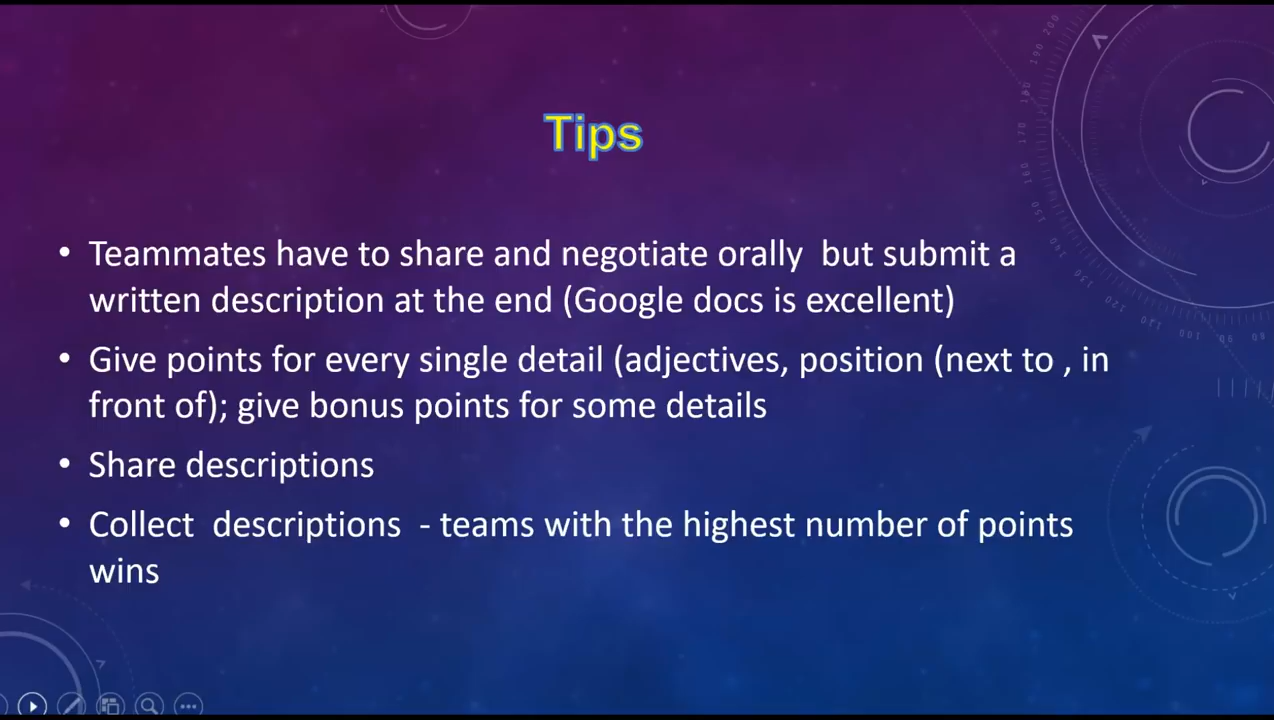 Tips
• Teammates have to share and negotiate orally  but submit a
written description at the end (Google docs is excellent)
• Give points for every single detail (adjectives, position (next to , in
front of); give bonus points for some details
• Share descriptions
• Collect  descriptions  - teams with the highest number of points
wins